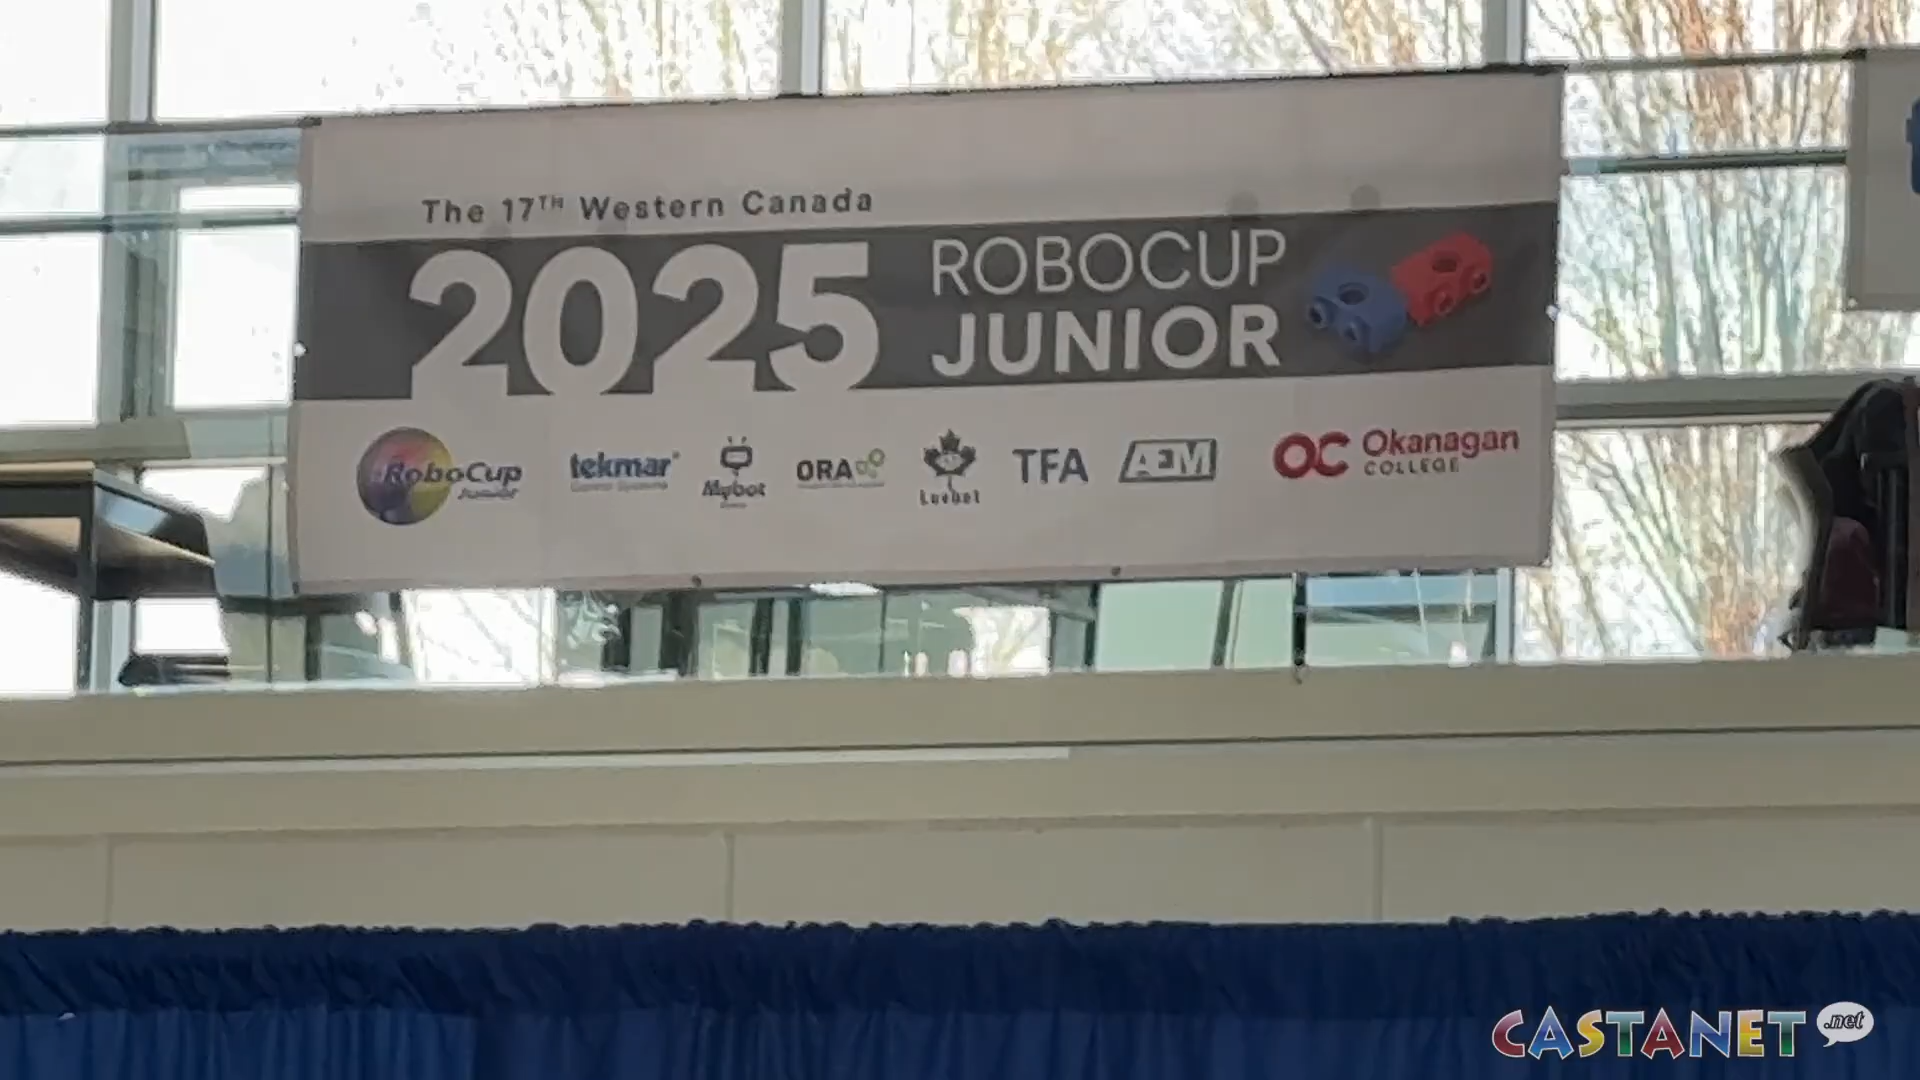 The 17TH Western Canada
2025 ROBOCUP
JUNIOR
RoboCup
Junior
tekmar
Mybot
ORA
TFA
AEM
OC Okanagan
COLLEGE
CASTANET .net